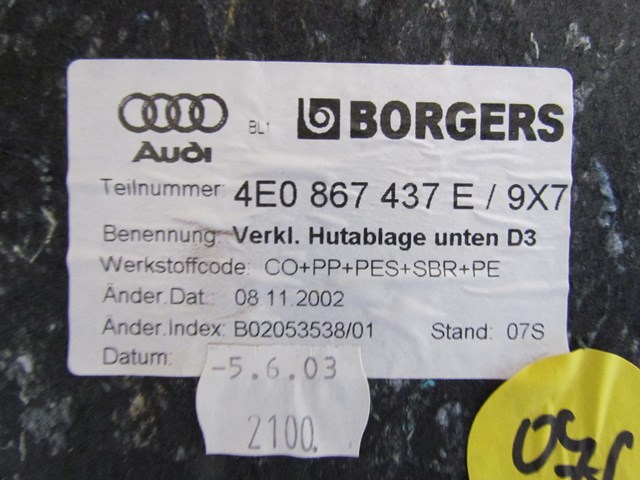 Audi BL1 BORGERS
Teilnummer: 4E0 867 437 E / 9X7
Benennung: Verkl. Hutablage unten D3
Werkstoffcode: CO+PP+PES+SBR+PE
Änder.Dat.: 08.11.2002
Änder.Index: B02053538/01 Stand: 07S
Datum:
-5.6.03
2100.